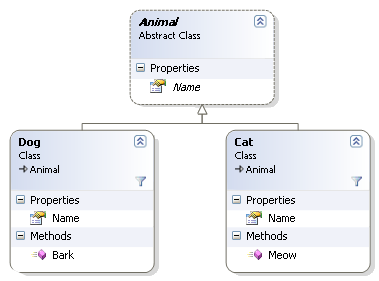 Animal
Abstract Class
Properties
Name
Dog
Class
Animal
Properties
Name
Methods
Bark
Cat
Class
Animal
Properties
Name
Methods
Meow